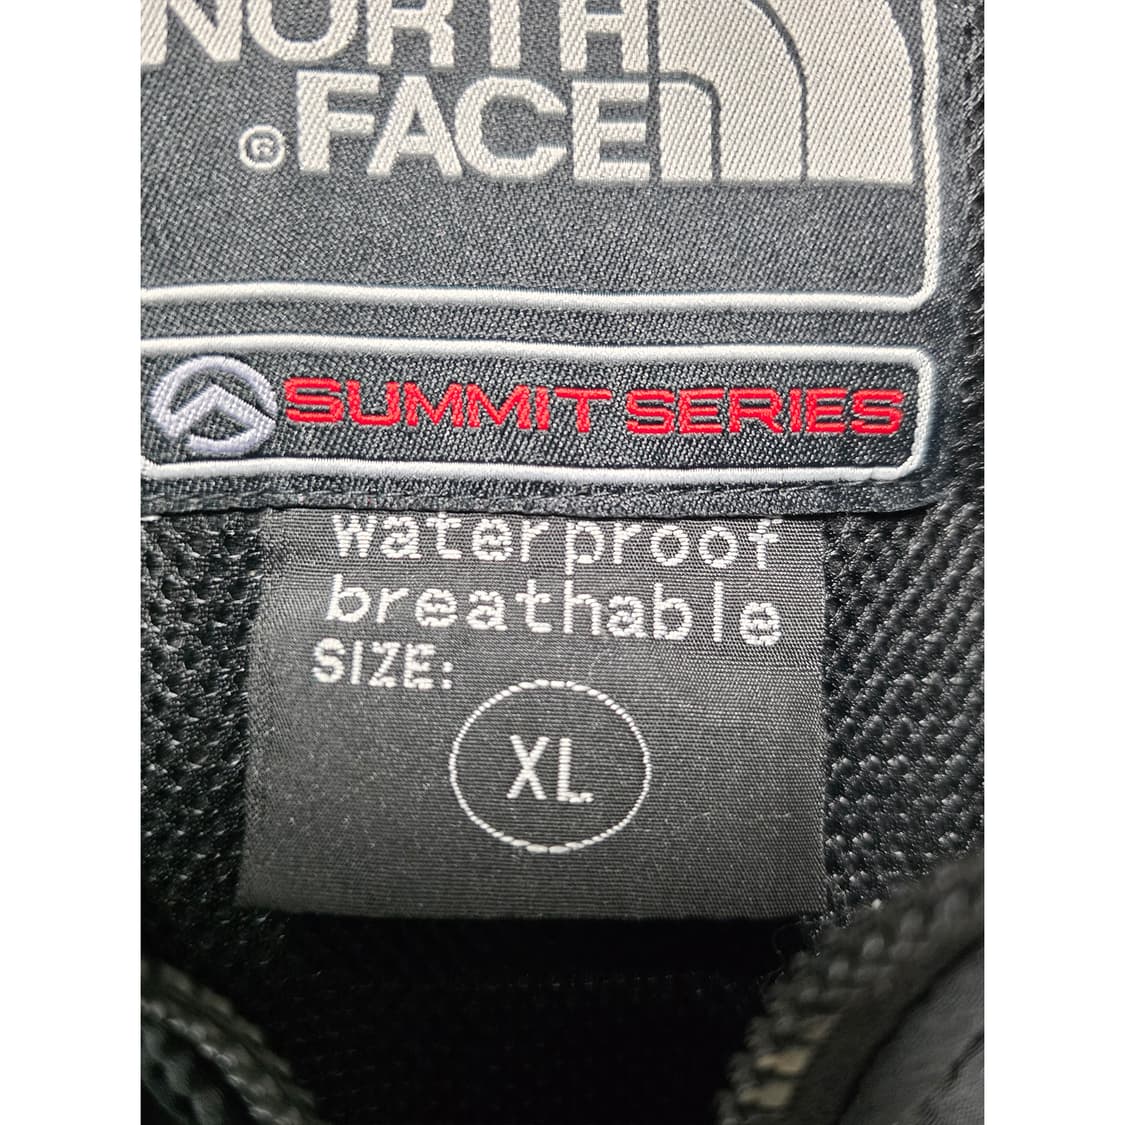 NORTH
®FACE
SUMMIT SERIES
waterproof
breathable
SIZE:
XL